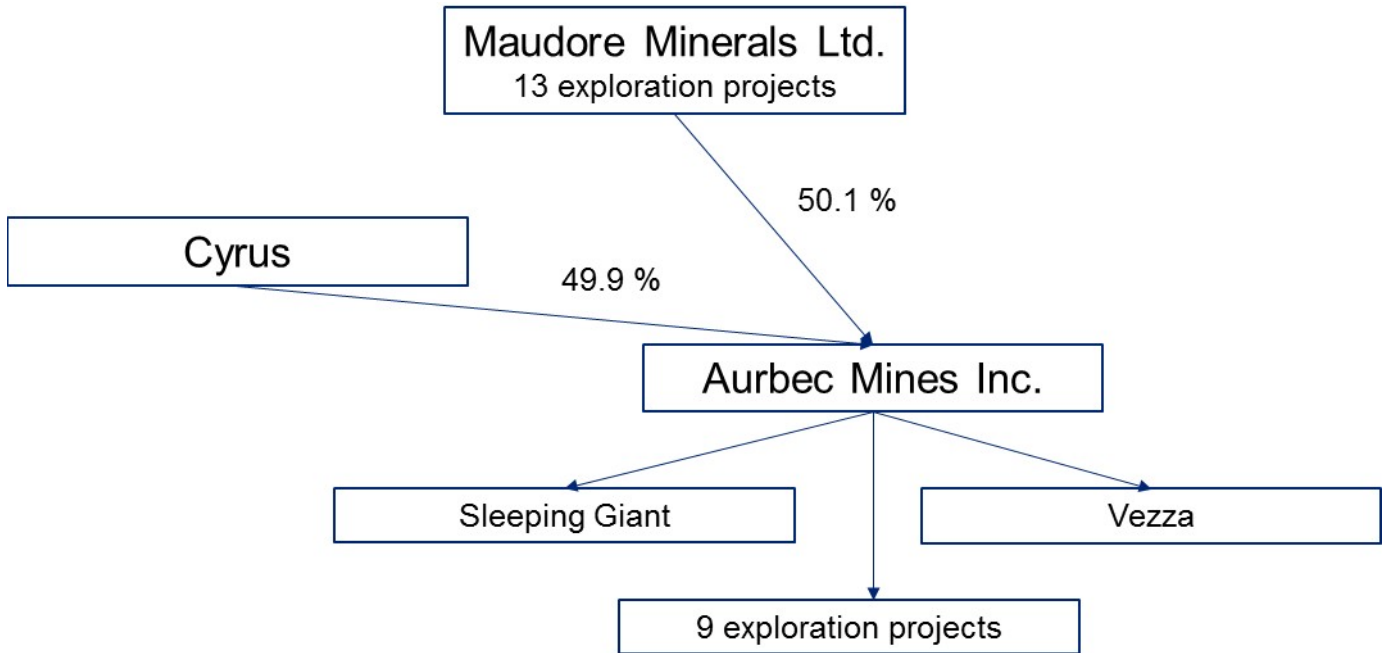 Maudore Minerals Ltd.
13 exploration projects
50.1 %
Cyrus
49.9 %
Aurbec Mines Inc.
Sleeping Giant
Vezza
9 exploration projects